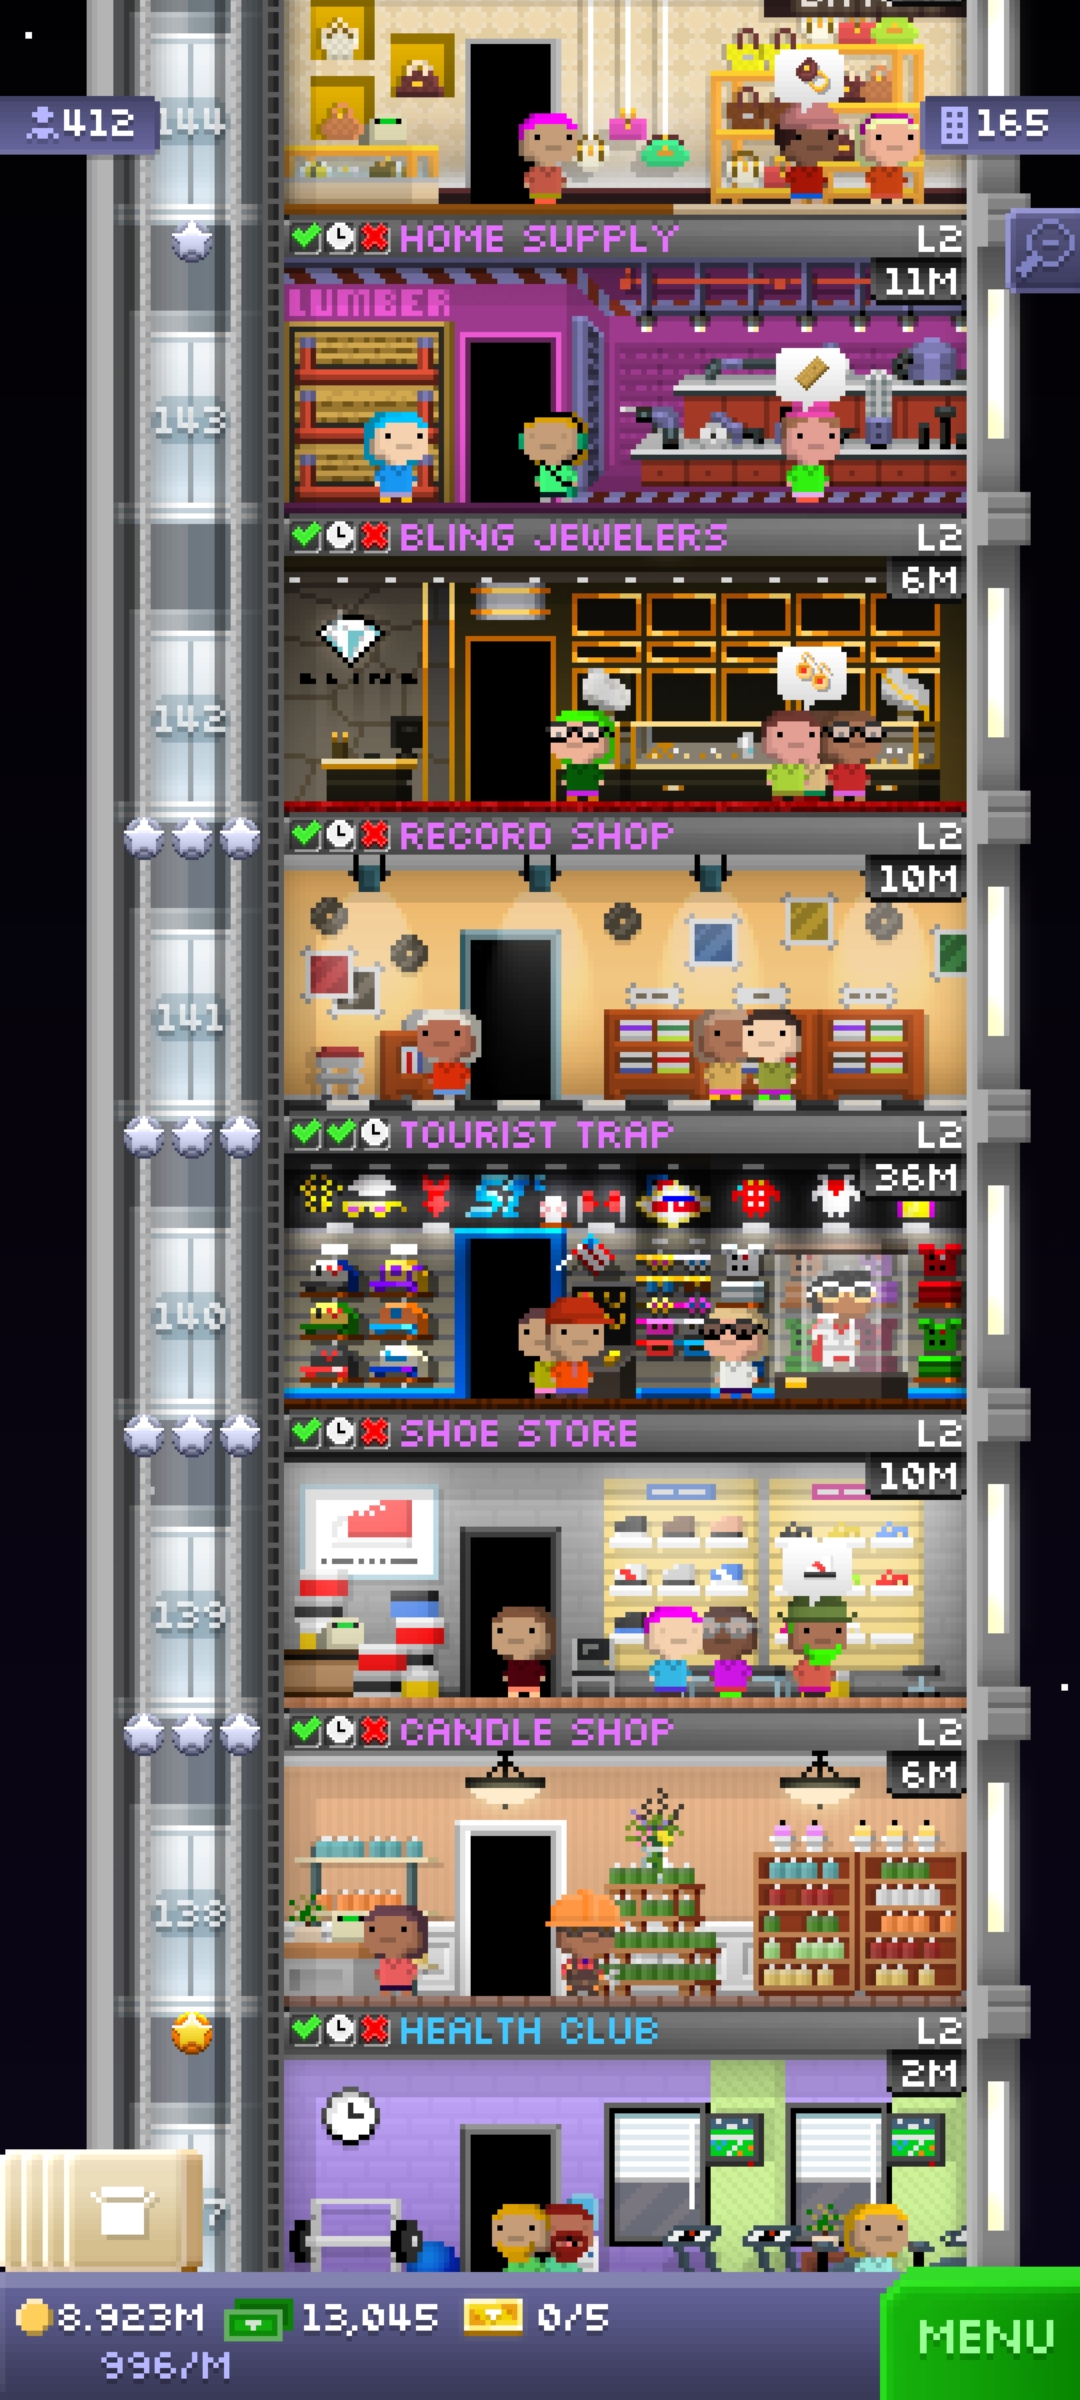 412
144
165
HOME SUPPLY L2
11M
LUMBER
143
BLING JEWELERS L2
6M
BLING
142
RECORD SHOP L2
10M
141
TOURIST TRAP L2
36M
140
SHOE STORE L2
10M
139
CANDLE SHOP L2
6M
138
HEALTH CLUB L2
2M
7
8.923M 13,045 0/5
996/M
MENU